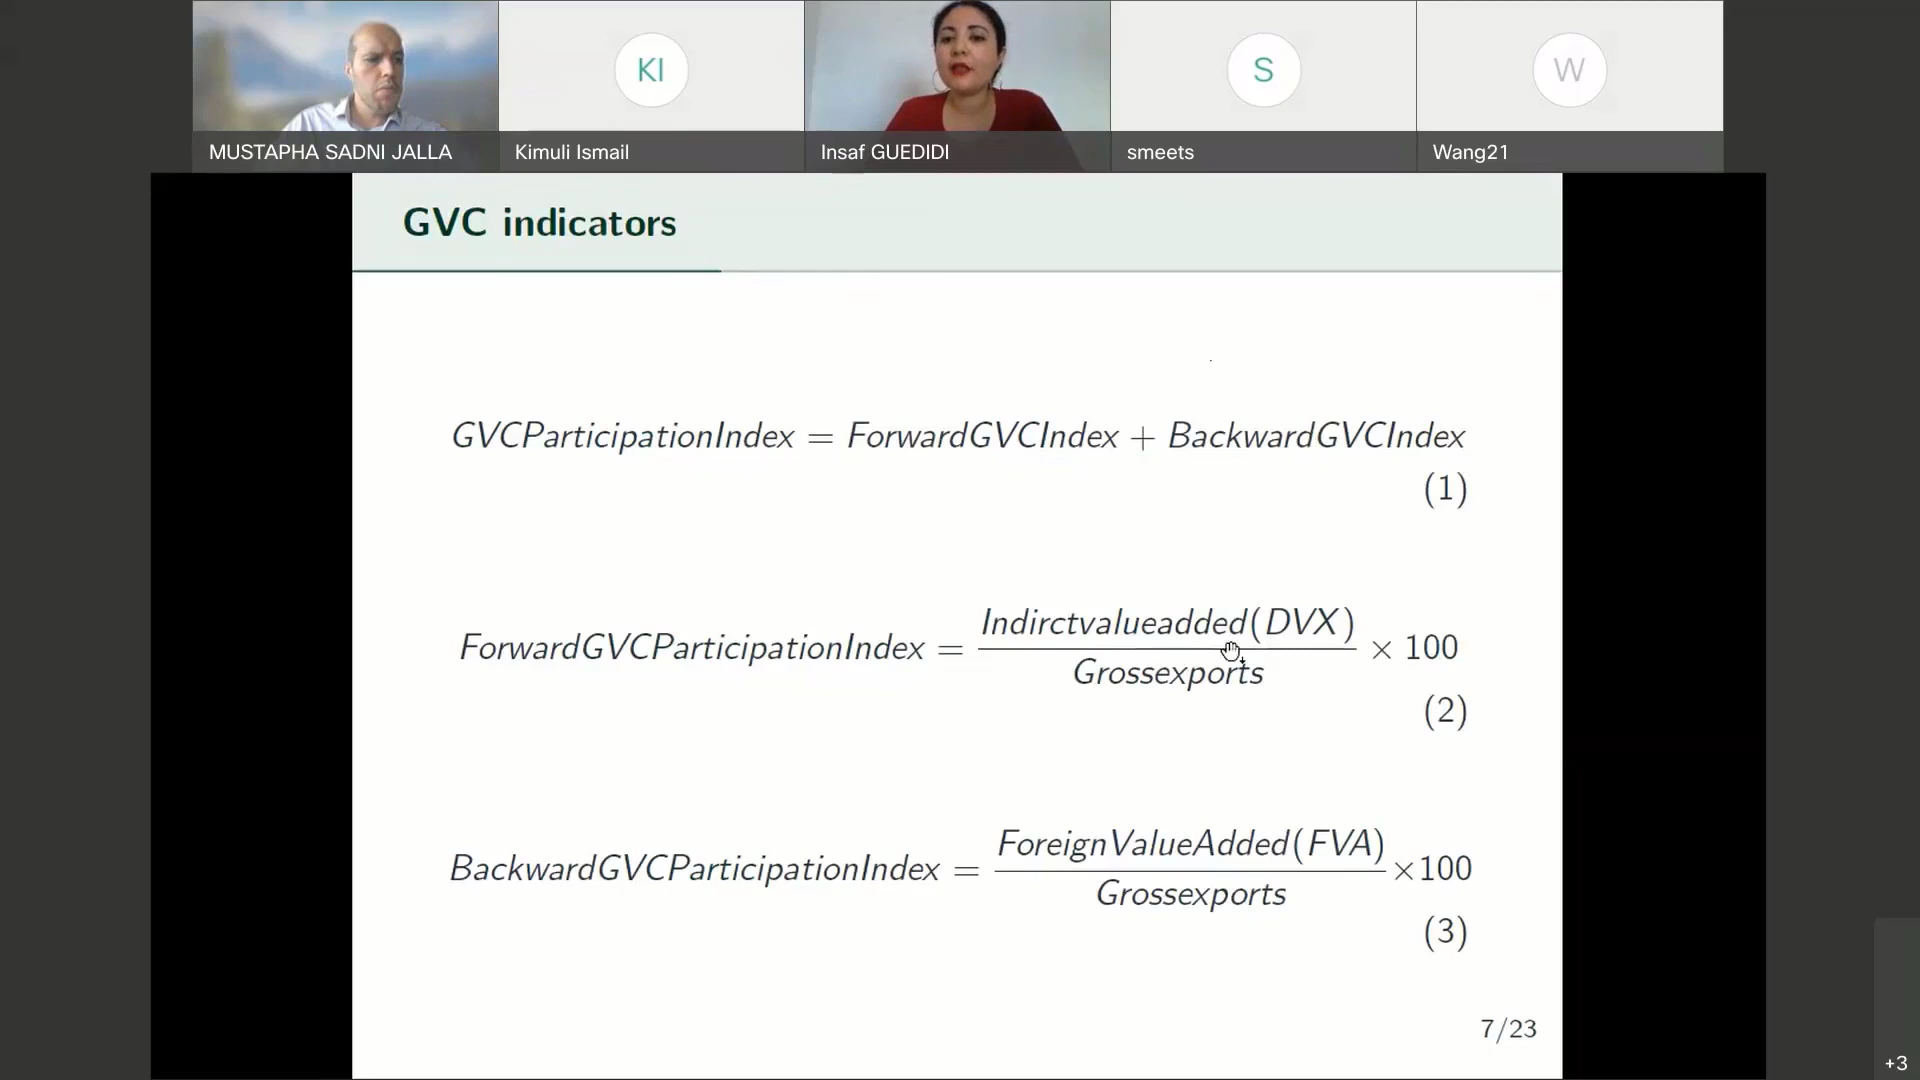 KI
S
W
MUSTAPHA SADNI JALLA
Kimuli Ismail
Insaf GUEDIDI
smeets
Wang21
GVC indicators
GVCParticipationIndex = ForwardGVCIndex + BackwardGVCIndex
(1)
ForwardGVCParticipationIndex = Indirctvalueadded(DVX) / Grossexports × 100
(2)
BackwardGVCParticipationIndex = ForeignValueAdded(FVA) / Grossexports ×100
(3)
7/23
+3